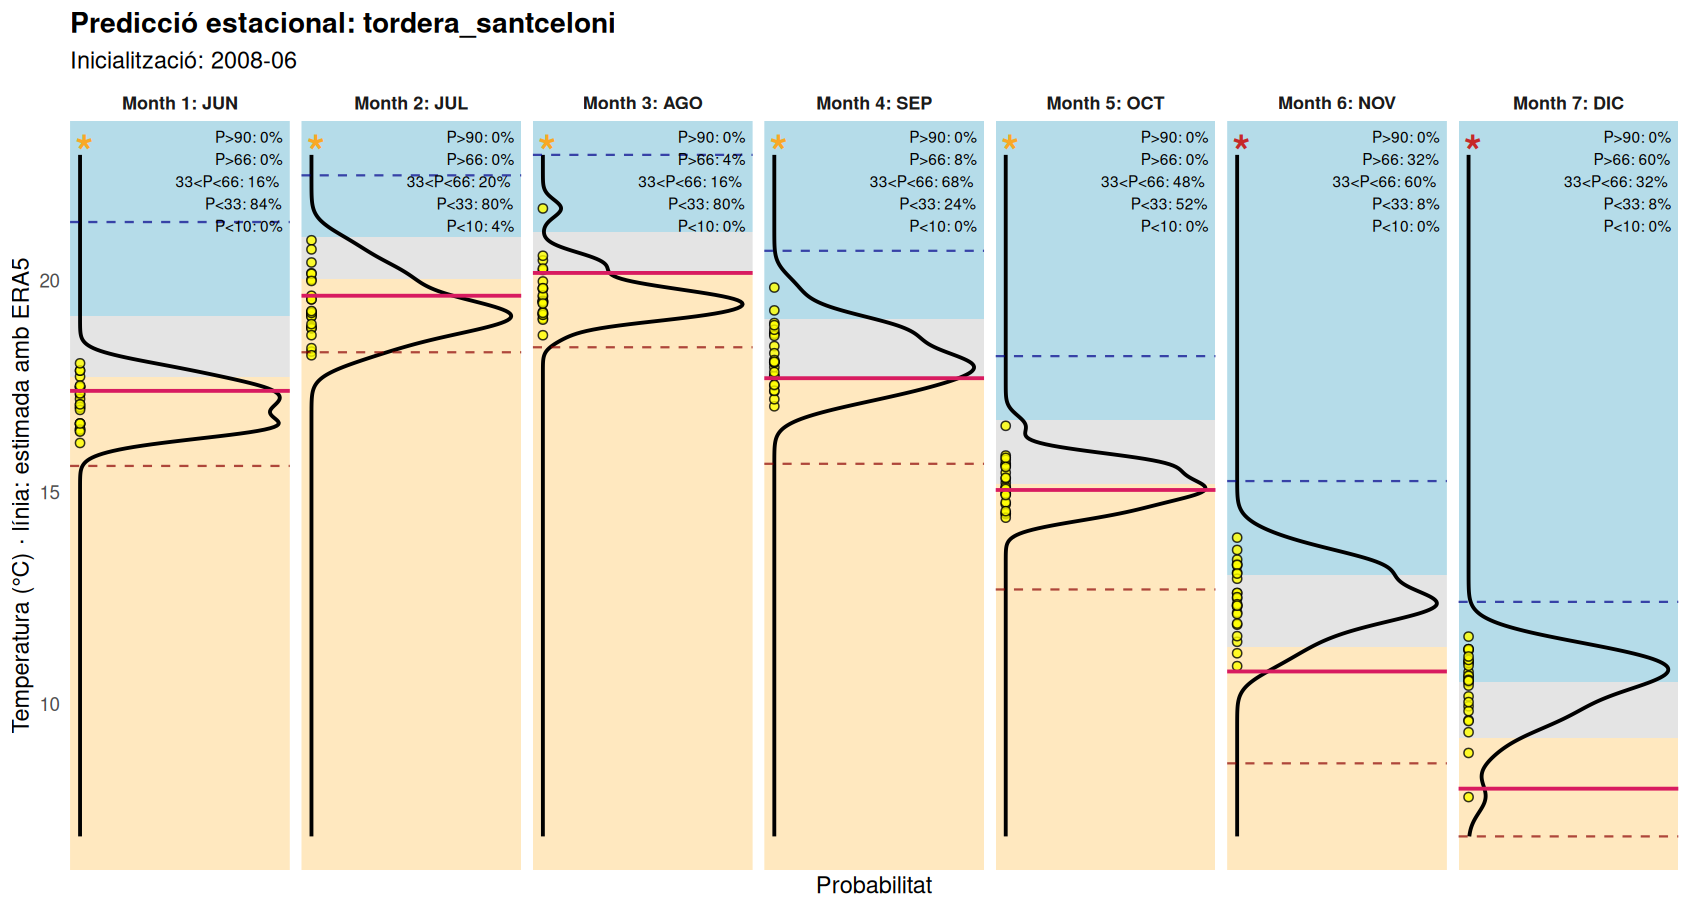 Predicció estacional: tordera_santceloni
Inicialització: 2008-06
Month 1: JUN
Month 2: JUL
Month 3: AGO
Month 4: SEP
Month 5: OCT
Month 6: NOV
Month 7: DIC
P>90: 0%
P>66: 0%
33<P<66: 16%
P<33: 84%
P<10: 0%
P>90: 0%
P>66: 0%
33<P<66: 20%
P<33: 80%
P<10: 4%
P>90: 0%
P>66: 4%
33<P<66: 16%
P<33: 80%
P<10: 0%
P>90: 0%
P>66: 8%
33<P<66: 68%
P<33: 24%
P<10: 0%
P>90: 0%
P>66: 0%
33<P<66: 48%
P<33: 52%
P<10: 0%
P>90: 0%
P>66: 32%
33<P<66: 60%
P<33: 8%
P<10: 0%
P>90: 0%
P>66: 60%
33<P<66: 32%
P<33: 8%
P<10: 0%
Temperatura (°C) · línia: estimada amb ERA5
20
15
10
Probabilitat